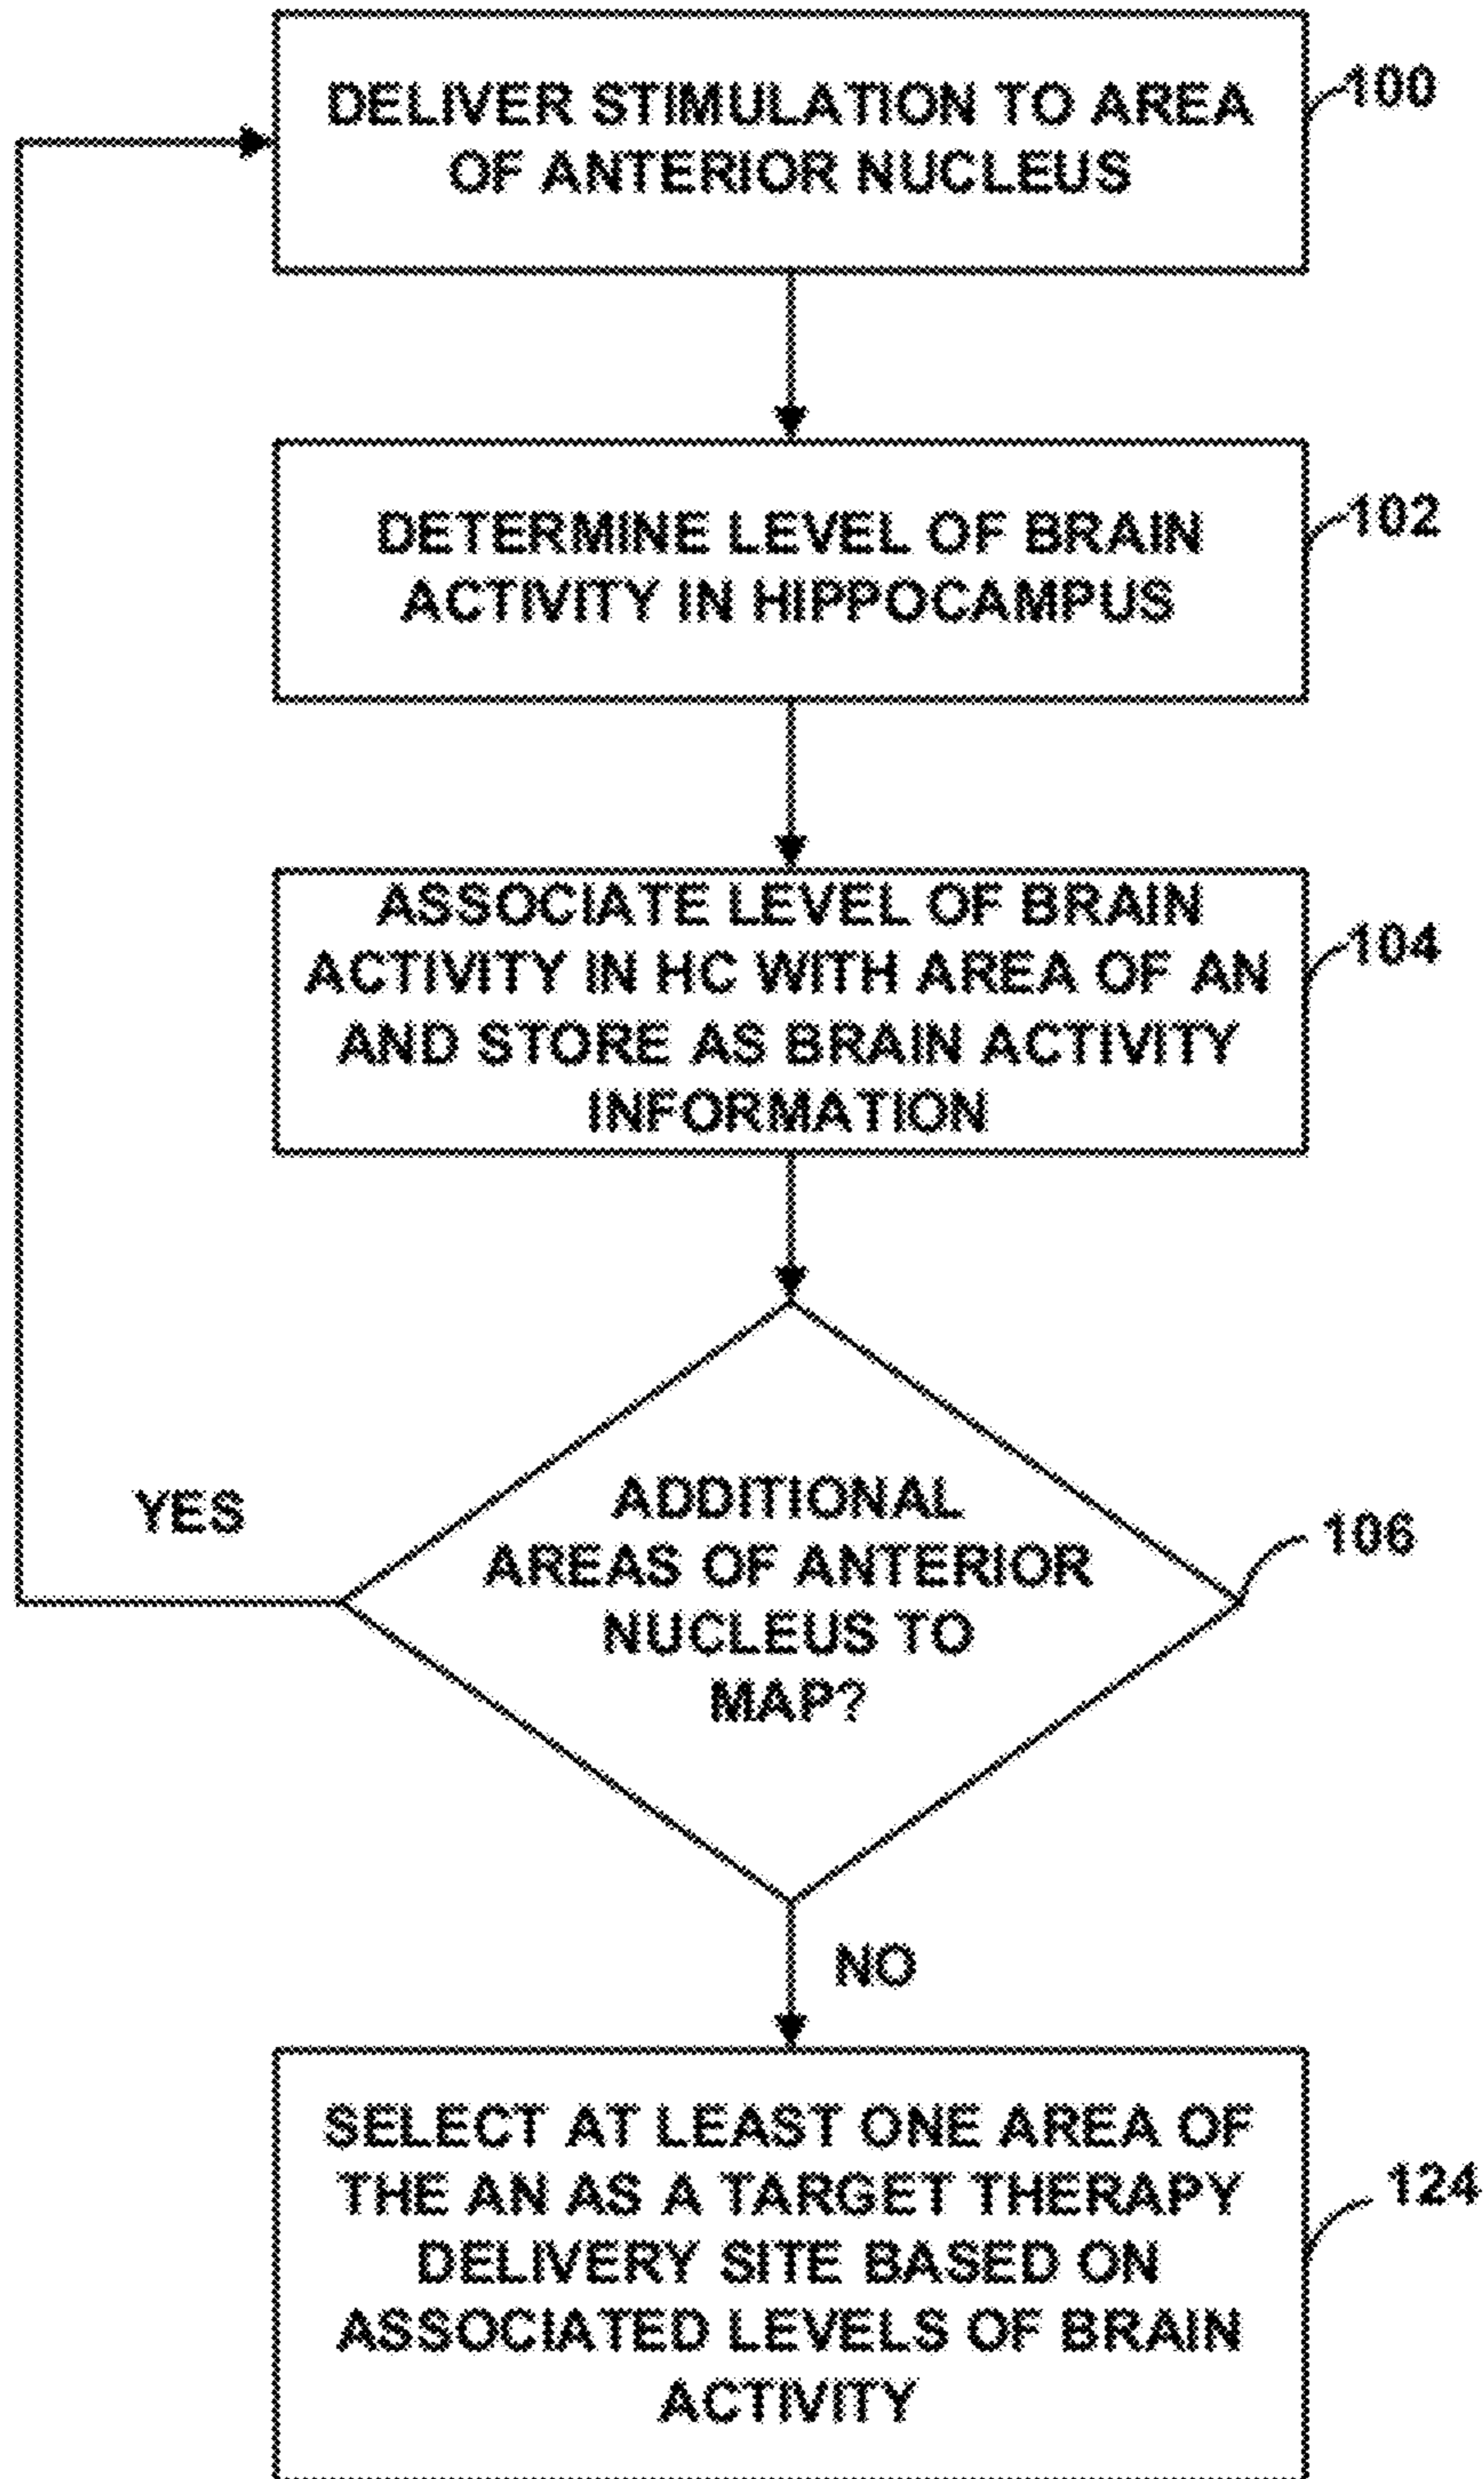 DELIVER STIMULATION TO AREA
OF ANTERIOR NUCLEUS
100
DETERMINE LEVEL OF BRAIN
ACTIVITY IN HIPPOCAMPUS
102
ASSOCIATE LEVEL OF BRAIN
ACTIVITY IN HC WITH AREA OF AN
AND STORE AS BRAIN ACTIVITY
INFORMATION
104
YES
ADDITIONAL
AREAS OF ANTERIOR
NUCLEUS TO
MAP?
106
NO
SELECT AT LEAST ONE AREA OF
THE AN AS A TARGET THERAPY
DELIVERY SITE BASED ON
ASSOCIATED LEVELS OF BRAIN
ACTIVITY
124